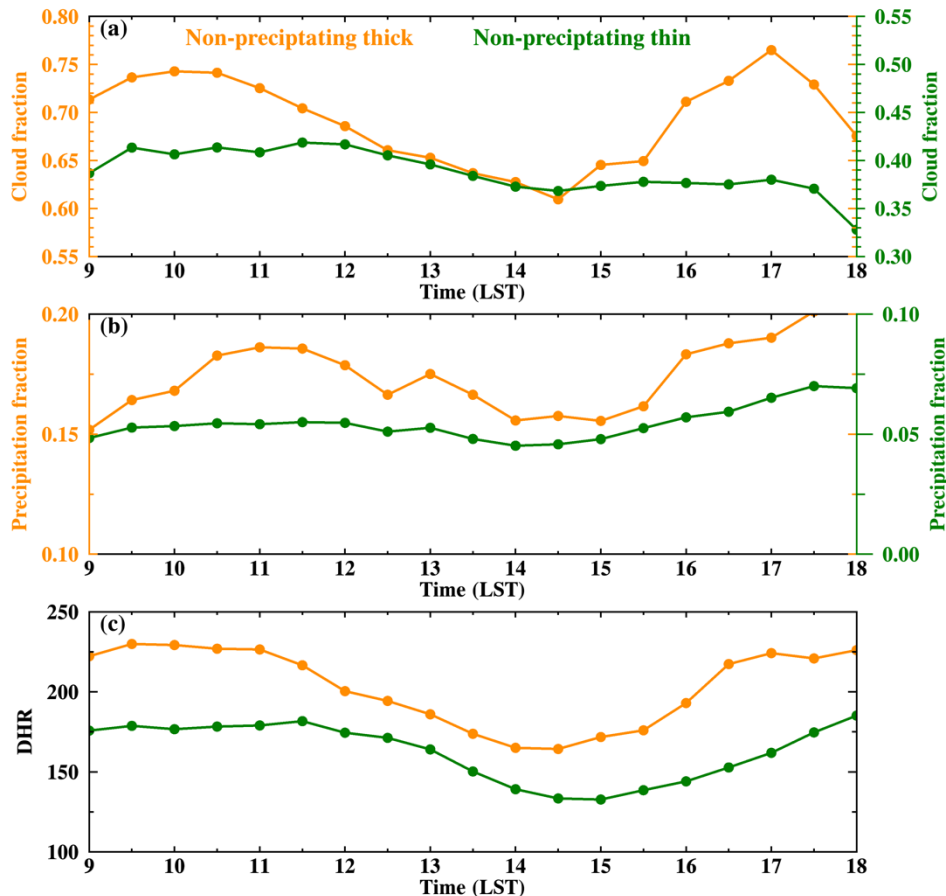 (a) Non-preciptating thick Non-preciptating thin
Cloud fraction
0.80
0.75
0.70
0.65
0.60
0.55
Cloud fraction
0.55
0.50
0.45
0.40
0.35
0.30
9 10 11 12 13 14 15 16 17 18
Time (LST)
(b)
Precipitation fraction
0.20
0.15
0.10
Precipitation fraction
0.10
0.05
0.00
9 10 11 12 13 14 15 16 17 18
Time (LST)
(c)
DHR
250
200
150
100
9 10 11 12 13 14 15 16 17 18
Time (LST)